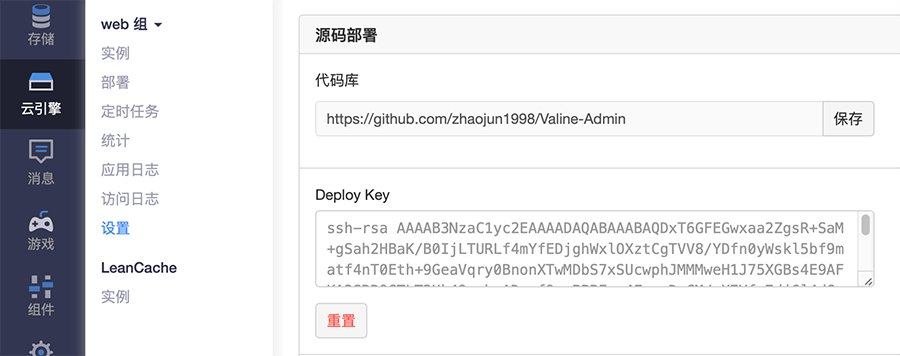 存储
云引擎
消息
游戏
组件
web 组
实例
部署
定时任务
统计
应用日志
访问日志
设置
LeanCache
实例
源码部署
代码库
https://github.com/zhaojun1998/Valine-Admin
保存
Deploy Key
ssh-rsa AAAAB3NzaC1yc2EAAAADAQABAAABAQDxT6GFEGwxaa2ZgsR+SaM
+gSah2HBaK/B0IjLTURLf4mYfEDjghWxlOXztCgTVV8/YDfn0yWskl5bf9m
atf4nT0Eth+9GeaVqry0BnonXTwMDbS7xSUcwphJMMMweH1J75XGBs4E9AF
重置